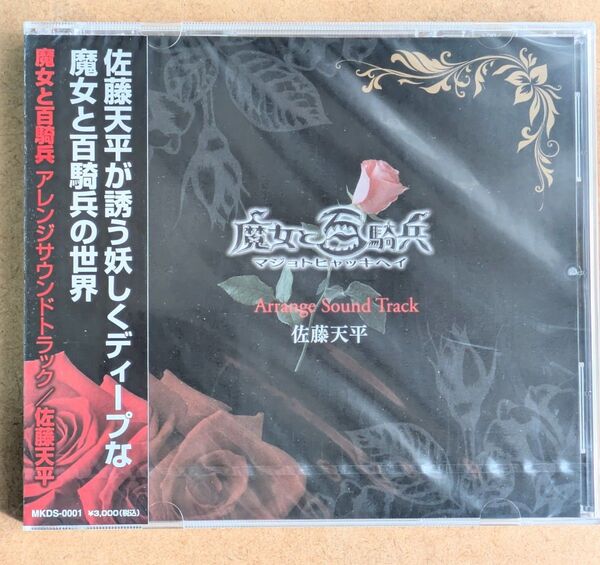 佐藤天平が誘う妖しくディープな
魔女と百騎兵の世界
魔女と百騎兵 アレンジサウンドトラック／佐藤天平
MKDS-0001 ¥3,000(税込)
魔女と百騎兵
マジョトヒャッキヘイ
Arrange Sound Track
佐藤天平